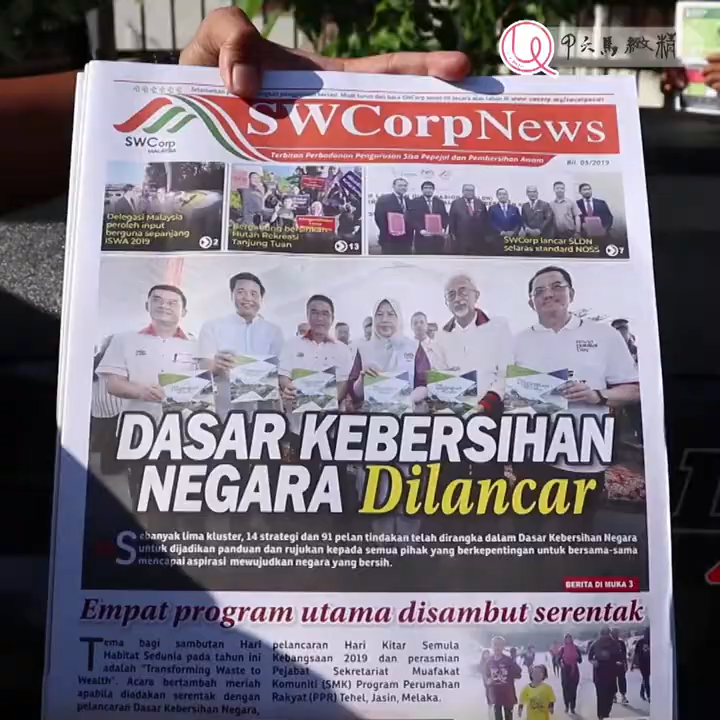 甲 馬
SWCorp
MALAYSIA
SWCorpNews
Terbitan Perbadanan Pengurusan Sisa Pepejal dan Pembersihan Awam
Bil. 05/2019
Delegasi Malaysia
peroleh input
berguna sepanjang
ISWA 2019
2
Bergabung bersihkan
Hutan Rekreasi
Tanjung Tuan
13
SWCorp lancar SLDN
selaras standard NOSS
7
DASAR KEBERSIHAN
NEGARA Dilancar
Sebanyak lima kluster, 14 strategi dan 91 pelan tindakan telah dirangka dalam Dasar Kebersihan Negara
untuk dijadikan panduan dan rujukan kepada semua pihak yang berkepentingan untuk bersama-sama
mencapai aspirasi mewujudkan negara yang bersih.
BERITA DI MUKA 3
Empat program utama disambut serentak
Tema bagi sambutan Hari
Habitat Sedunia pada tahun ini
adalah "Transforming Waste to
Wealth". Acara bertambah meriah
apabila diadakan serentak dengan
pelancaran Dasar Kebersihan Negara,
pelancaran Hari Kitar Semula
Kebangsaan 2019 dan perasmian
Pejabat Sekretariat Muafakat
Komuniti (SMK) Program Perumahan
Rakyat (PPR) Tehel, Jasin, Melaka.